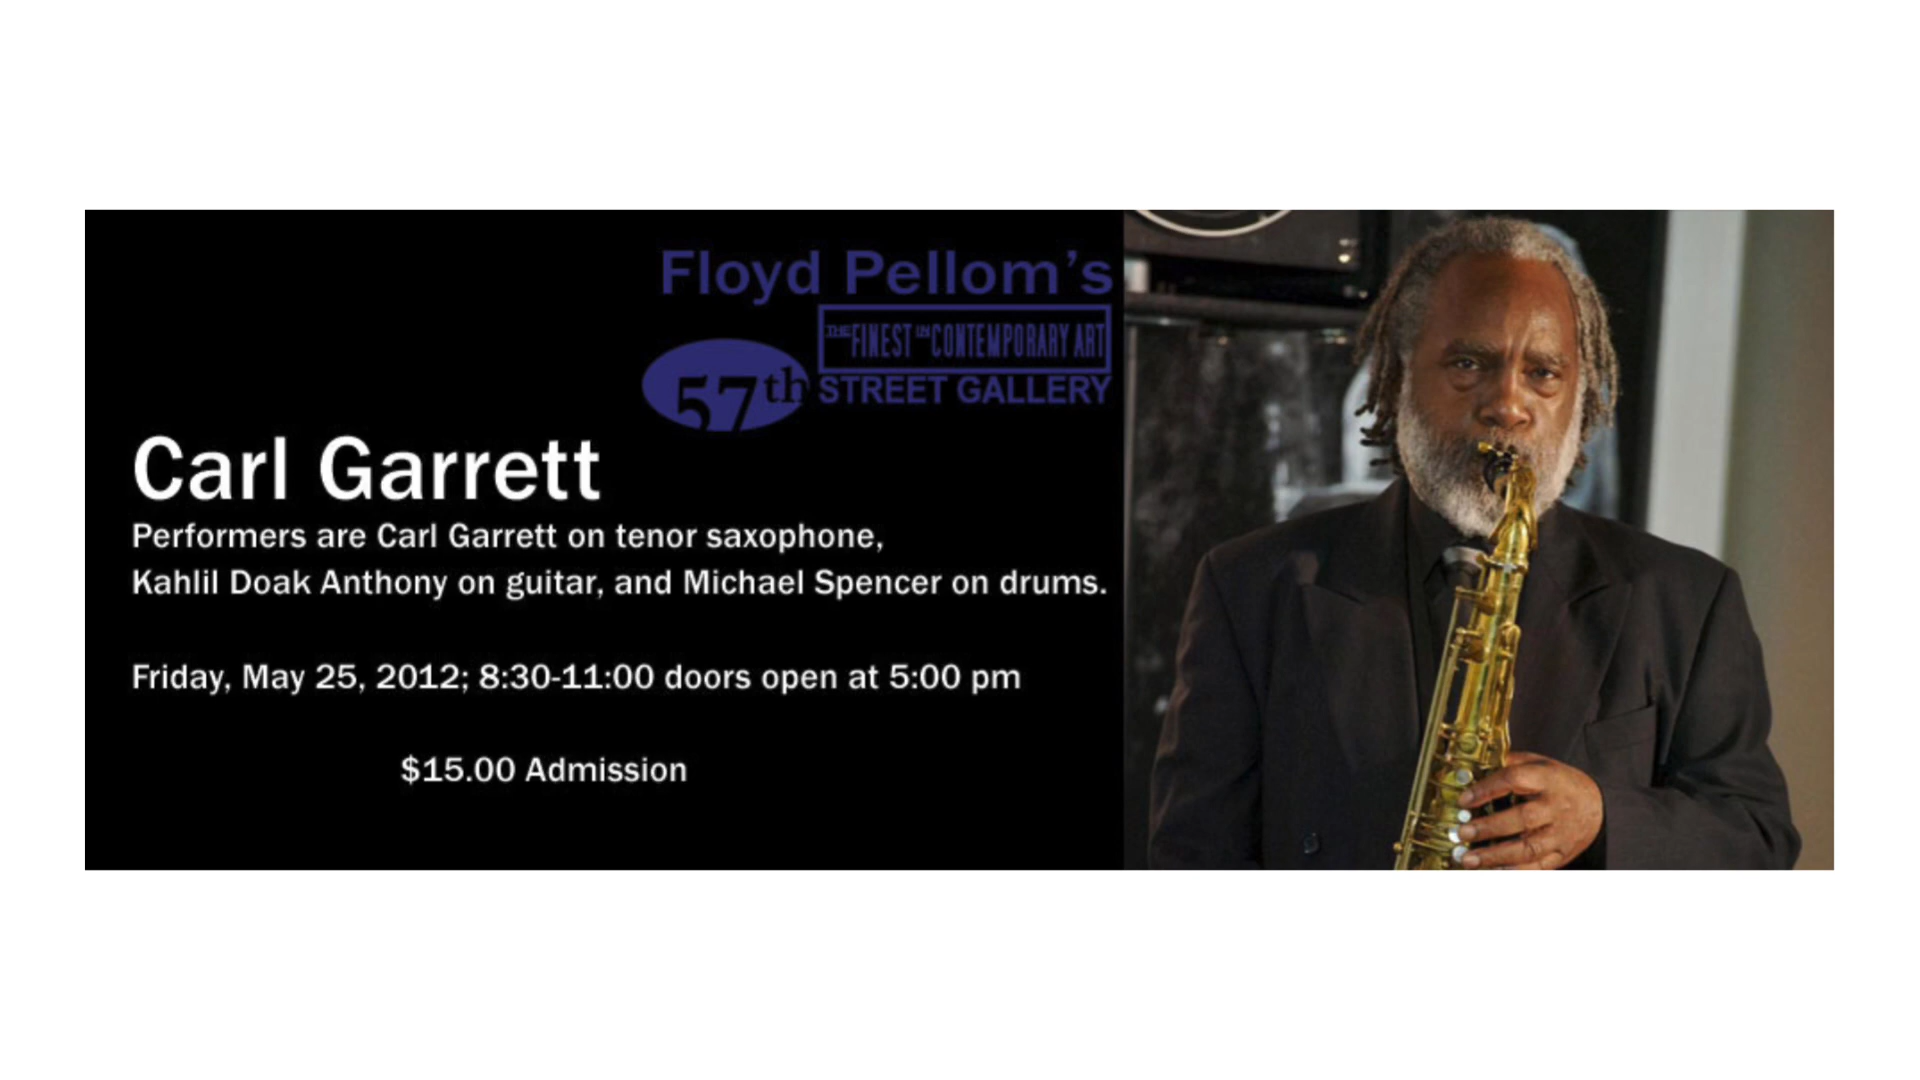 Floyd Pellom's
THE FINEST IN CONTEMPORARY ART
57th STREET GALLERY
Carl Garrett
Performers are Carl Garrett on tenor saxophone,
Kahlil Doak Anthony on guitar, and Michael Spencer on drums.
Friday, May 25, 2012; 8:30-11:00 doors open at 5:00 pm
$15.00 Admission